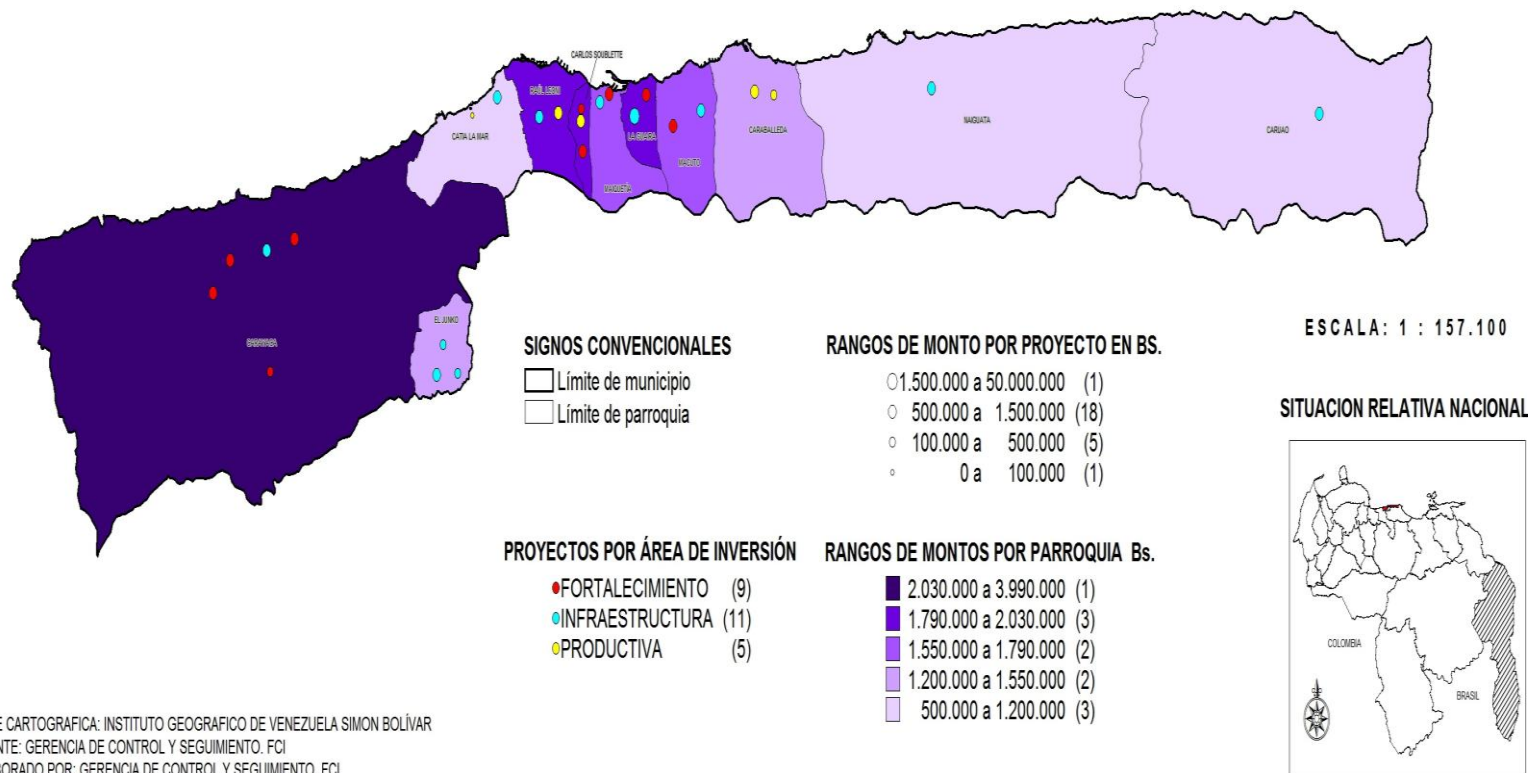 CARLOS SOUBLETTE
RAÚL LEONI
CATIA LA MAR
LA GUAIRA
MACUTO
MAIQUETÍA
CARABALLEDA
NAIGUATA
CARUAO
EL JUNKO
SIGNOS CONVENCIONALES
Límite de municipio
Límite de parroquia
RANGOS DE MONTO POR PROYECTO EN BS.
1.500.000 a 50.000.000 (1)
500.000 a 1.500.000 (18)
100.000 a 500.000 (5)
0 a 100.000 (1)
ESCALA: 1 : 157.100
SITUACION RELATIVA NACIONAL
COLOMBIA
BRASIL
PROYECTOS POR ÁREA DE INVERSIÓN
FORTALECIMIENTO (9)
INFRAESTRUCTURA (11)
PRODUCTIVA (5)
RANGOS DE MONTOS POR PARROQUIA Bs.
2.030.000 a 3.990.000 (1)
1.790.000 a 2.030.000 (3)
1.550.000 a 1.790.000 (2)
1.200.000 a 1.550.000 (2)
500.000 a 1.200.000 (3)
E CARTOGRAFICA: INSTITUTO GEOGRAFICO DE VENEZUELA SIMON BOLÍVAR
NTE: GERENCIA DE CONTROL Y SEGUIMIENTO. FCI
BORADO POR: GERENCIA DE CONTROL Y SEGUIMIENTO. FCI